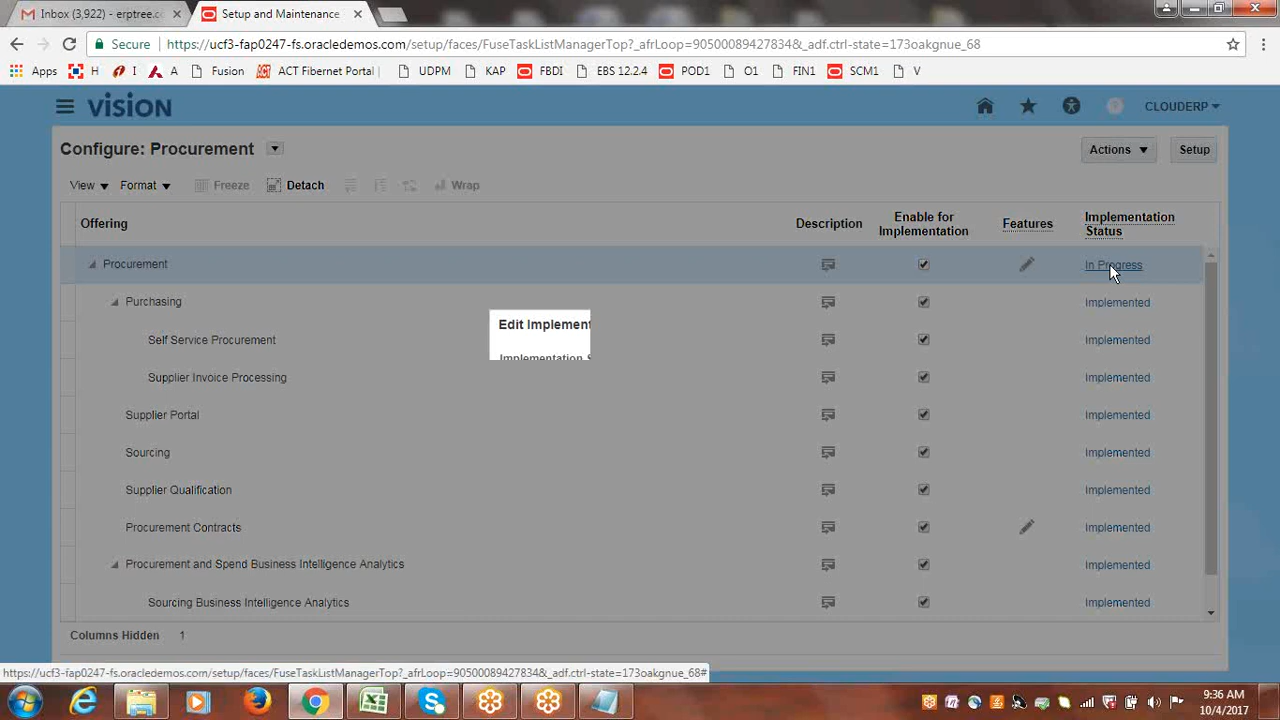 Inbox (3,922) - erptree.c
Setup and Maintenance
Secure
https://ucf3-fap0247-fs.oracledemos.com/setup/faces/FuseTaskListManagerTop?_afrLoop=90500089427834&_adf.ctrl-state=173oakgnue_68
Apps H I A Fusion ACT Fibernet Portal | UDPM KAP FBDI EBS 12.2.4 POD1 O1 FIN1 SCM1 V
VISION
CLOUDERP
Configure: Procurement
Actions
Setup
View Format Freeze Detach Wrap
Offering Description Enable for Implementation Features Implementation Status
Procurement In Progress
Purchasing Implemented
Self Service Procurement Implemented
Supplier Invoice Processing Implemented
Supplier Portal Implemented
Sourcing Implemented
Supplier Qualification Implemented
Procurement Contracts Implemented
Procurement and Spend Business Intelligence Analytics Implemented
Sourcing Business Intelligence Analytics Implemented
Edit Implement
Implementation S
Columns Hidden 1
https://ucf3-fap0247-fs.oracledemos.com/setup/faces/FuseTaskListManagerTop?_afrLoop=90500089427834&_adf.ctrl-state=173oakgnue_68#
9:36 AM
10/4/2017